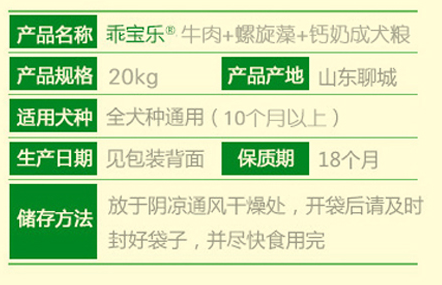 产品名称 乖宝乐® 牛肉+螺旋藻+钙奶成犬粮
产品规格 20kg 产品产地 山东聊城
适用犬种 全犬种通用（10个月以上）
生产日期 见包装背面 保质期 18个月
储存方法 放于阴凉通风干燥处，开袋后请及时
封好袋子，并尽快食用完